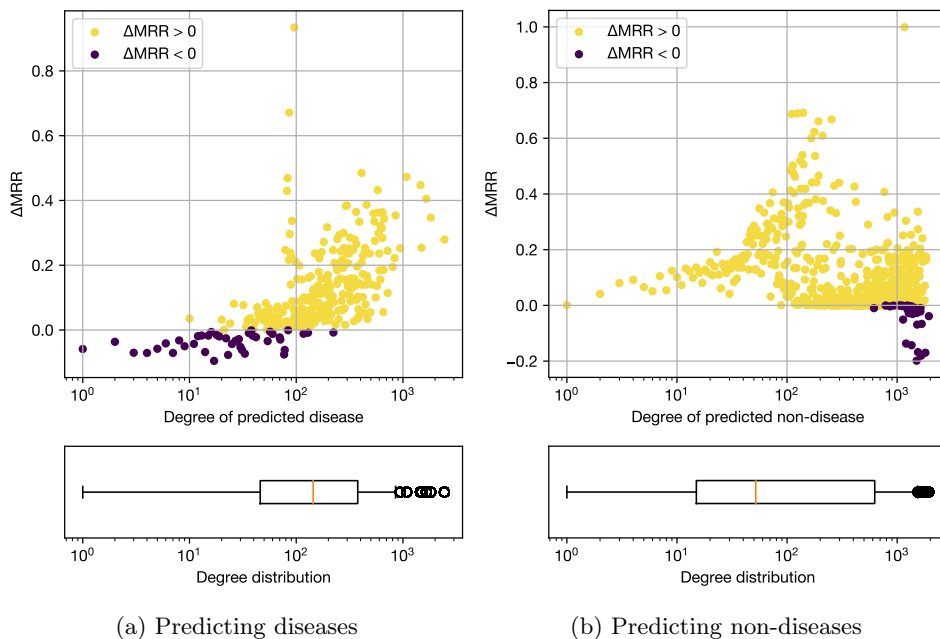 ΔMRR > 0
ΔMRR < 0
0.8
0.6
0.4
0.2
0.0
ΔMRR
10⁰
10¹
10²
10³
Degree of predicted disease
10⁰
10¹
10²
10³
Degree distribution
(a) Predicting diseases
ΔMRR > 0
ΔMRR < 0
1.0
0.8
0.6
0.4
0.2
0.0
−0.2
ΔMRR
10⁰
10¹
10²
10³
Degree of predicted non-disease
10⁰
10¹
10²
10³
Degree distribution
(b) Predicting non-diseases